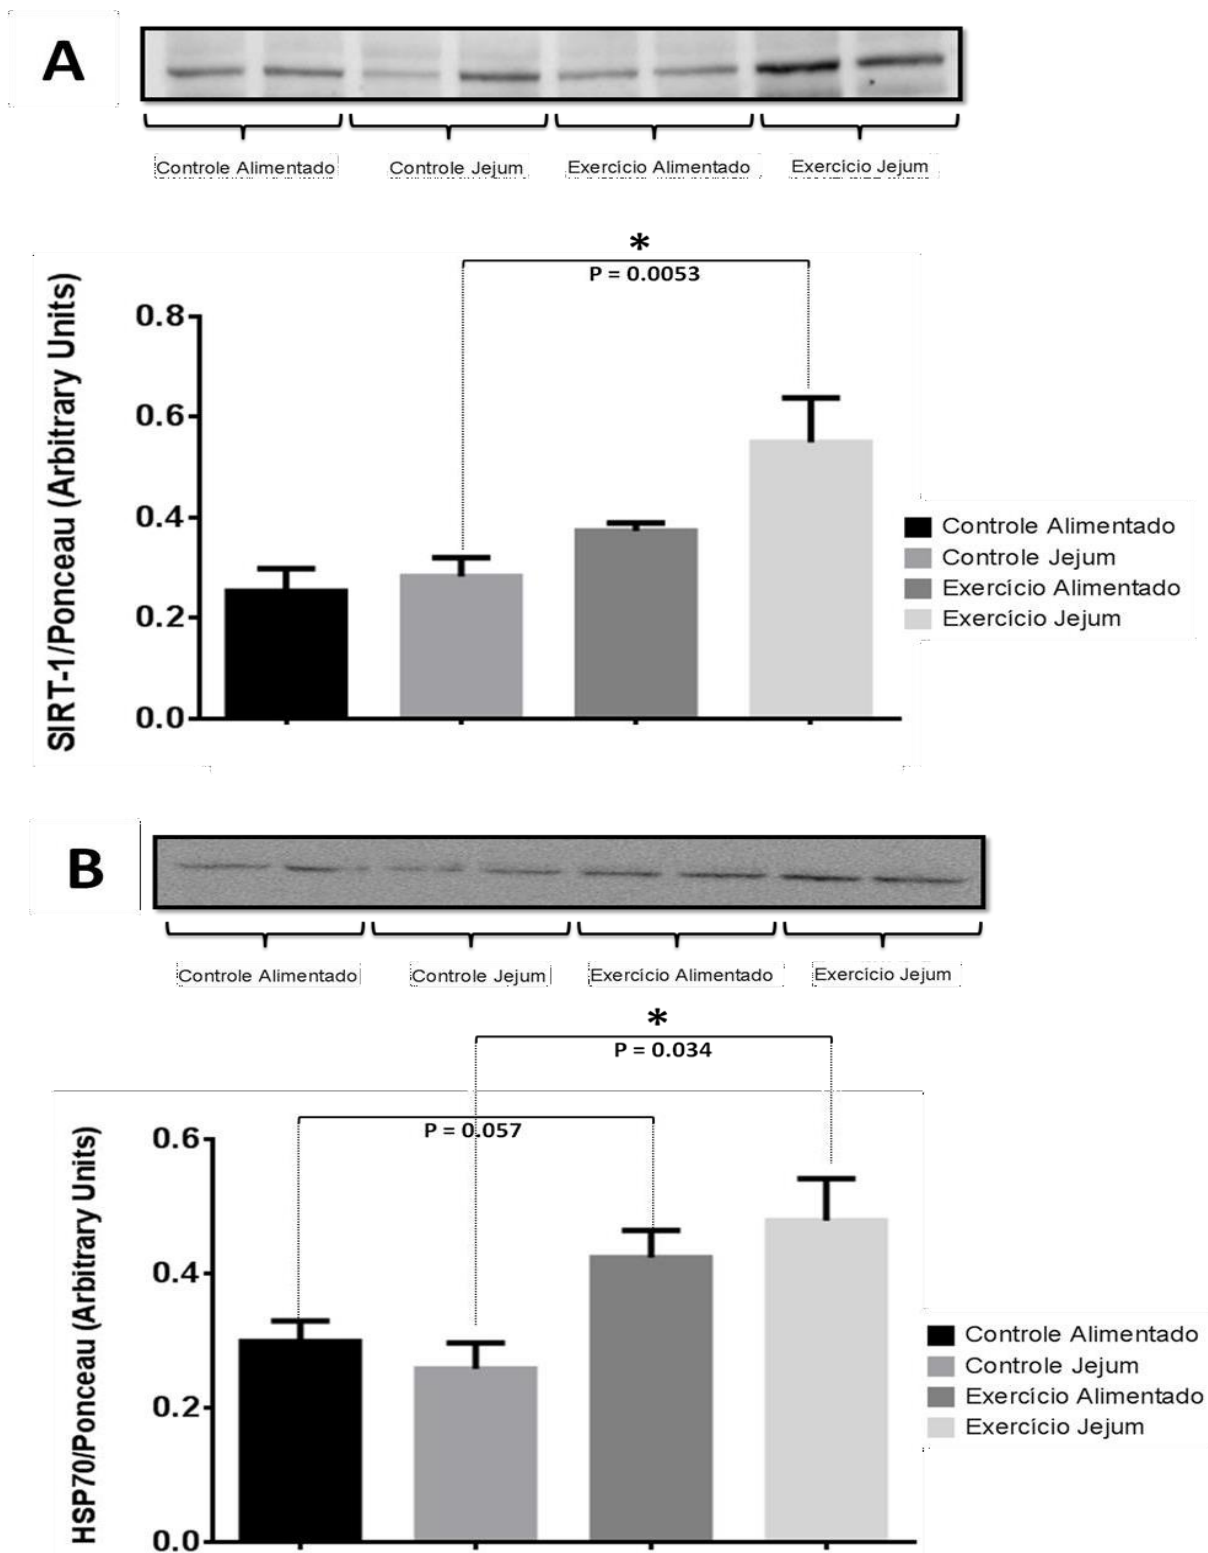 A
Controle Alimentado
Controle Jejum
Exercício Alimentado
Exercício Jejum
*
P = 0.0053
SIRT-1/Ponceau (Arbitrary Units)
0.8
0.6
0.4
0.2
0.0
Controle Alimentado
Controle Jejum
Exercício Alimentado
Exercício Jejum
B
Controle Alimentado
Controle Jejum
Exercício Alimentado
Exercício Jejum
*
P = 0.034
P = 0.057
HSP70/Ponceau (Arbitrary Units)
0.6
0.4
0.2
0.0
Controle Alimentado
Controle Jejum
Exercício Alimentado
Exercício Jejum